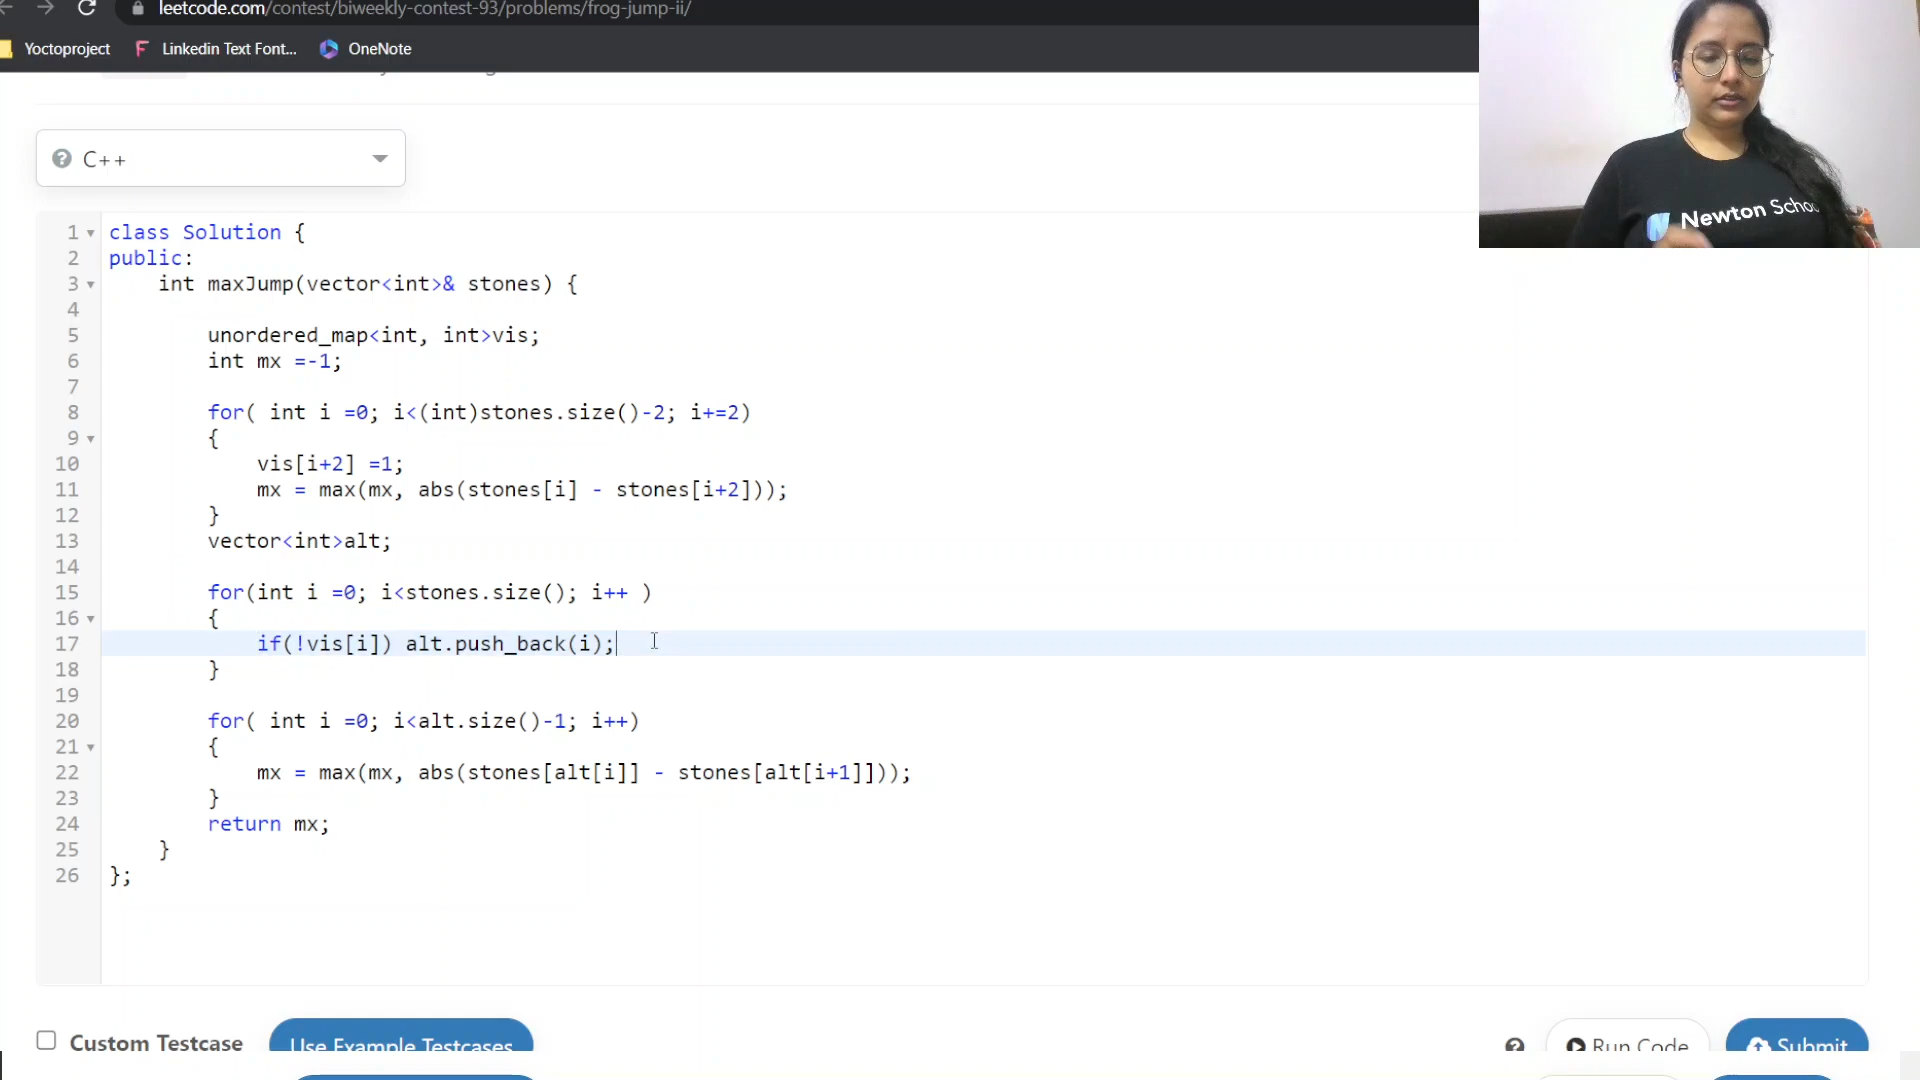 leetcode.com/contest/biweekly-contest-93/problems/frog-jump-ii/
Yoctoproject
Linkedin Text Font...
OneNote
Newton Schoo
C++
1 class Solution {
2 public:
3 int maxJump(vector<int>& stones) {
4
5 unordered_map<int, int>vis;
6 int mx =-1;
7
8 for( int i =0; i<(int)stones.size()-2; i+=2)
9 {
10 vis[i+2] =1;
11 mx = max(mx, abs(stones[i] - stones[i+2]));
12 }
13 vector<int>alt;
14
15 for(int i =0; i<stones.size(); i++ )
16 {
17 if(!vis[i]) alt.push_back(i);
18 }
19
20 for( int i =0; i<alt.size()-1; i++)
21 {
22 mx = max(mx, abs(stones[alt[i]] - stones[alt[i+1]]));
23 }
24 return mx;
25 }
26 };
Custom Testcase
Use Example Testcases
Run Code
Submit